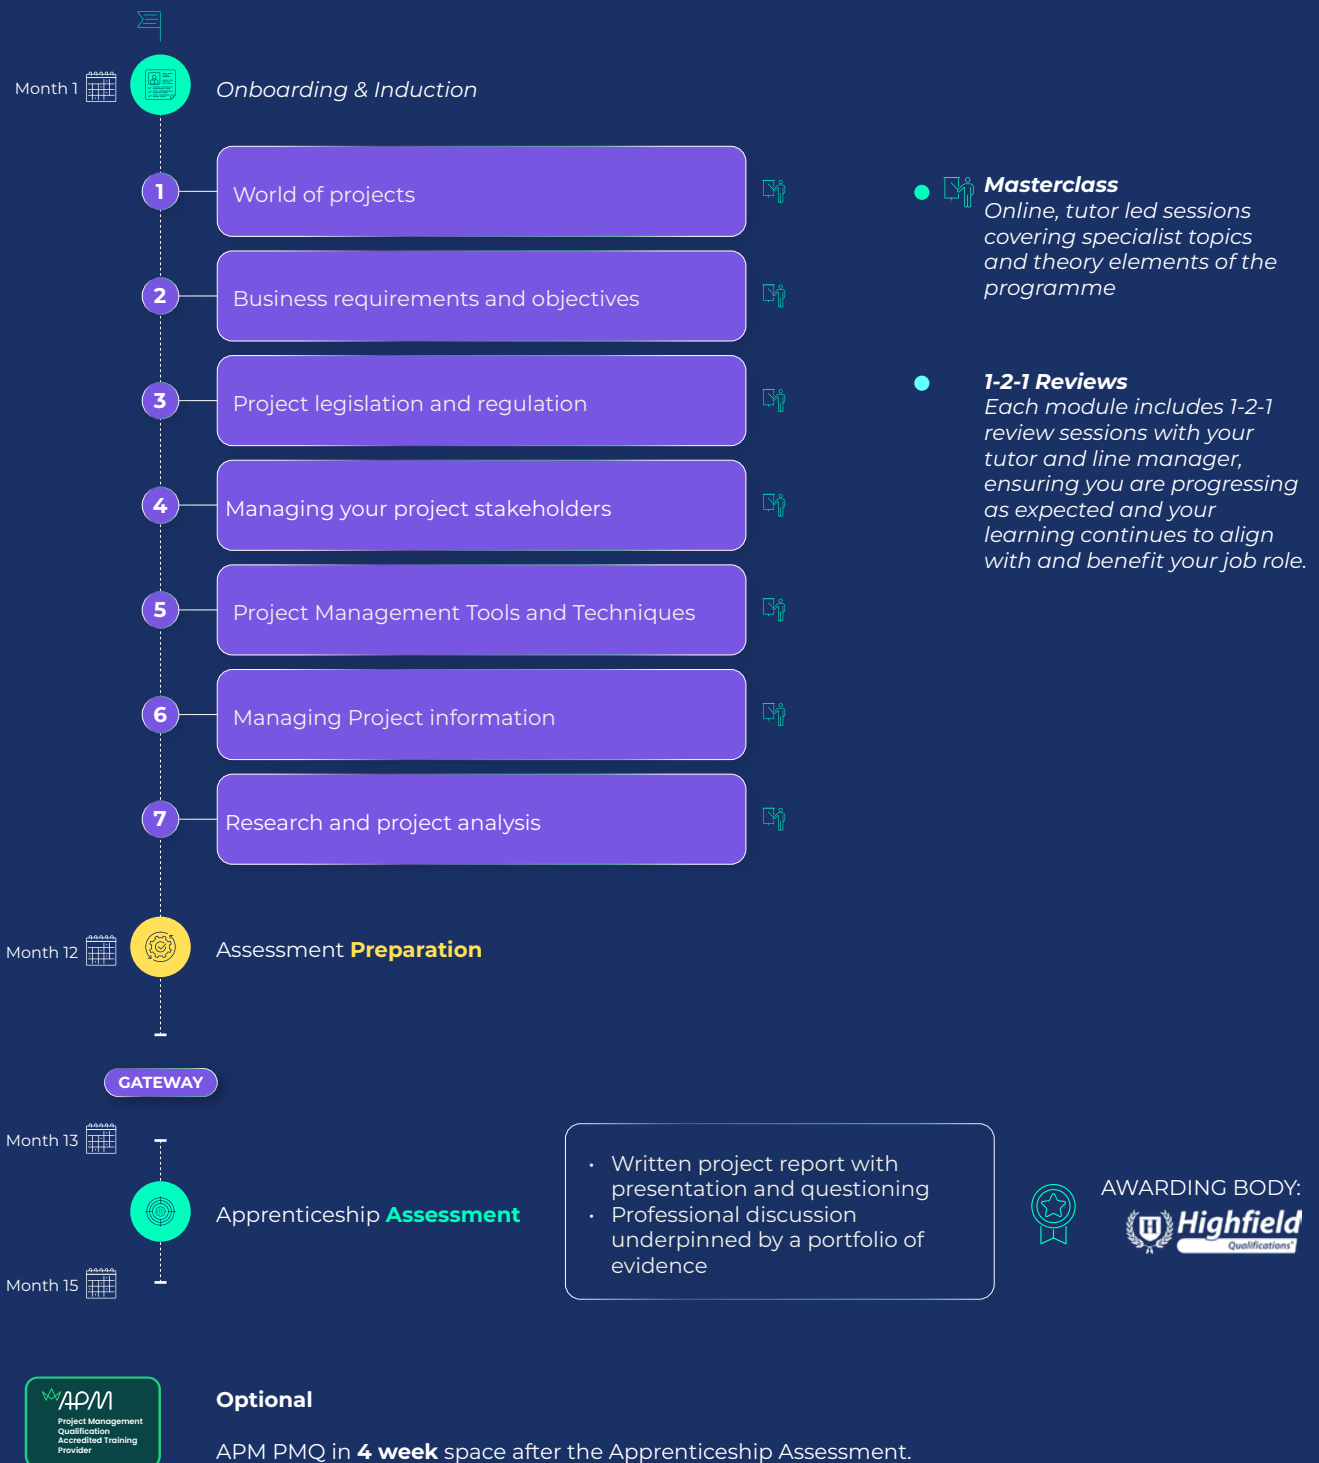 Month 1
Onboarding & Induction
1
World of projects
2
Business requirements and objectives
3
Project legislation and regulation
4
Managing your project stakeholders
5
Project Management Tools and Techniques
6
Managing Project information
7
Research and project analysis
Masterclass
Online, tutor led sessions
covering specialist topics
and theory elements of the
programme
1-2-1 Reviews
Each module includes 1-2-1
review sessions with your
tutor and line manager,
ensuring you are progressing
as expected and your
learning continues to align
with and benefit your job role.
Month 12
Assessment Preparation
GATEWAY
Month 13
Apprenticeship Assessment
Month 15
• Written project report with
presentation and questioning
• Professional discussion
underpinned by a portfolio of
evidence
AWARDING BODY:
H Highfield
Qualifications
APM
Project Management
Qualification
Accredited Training
Provider
Optional
APM PMQ in 4 week space after the Apprenticeship Assessment.